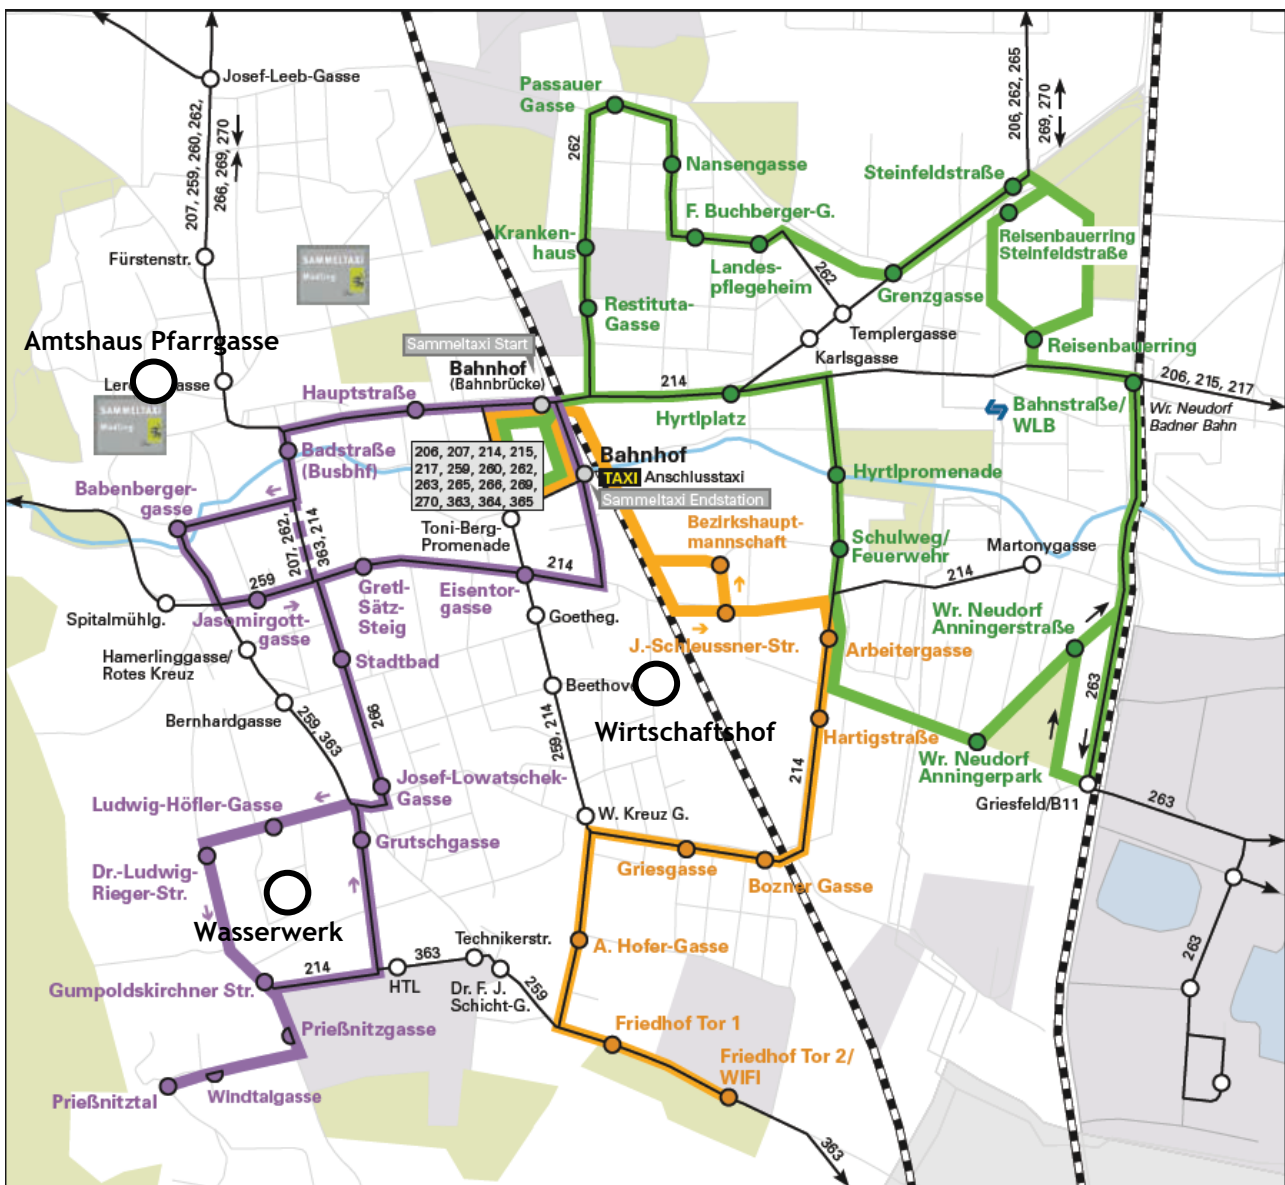 Josef-Leeb-Gasse
207, 259, 260, 262,
266, 269, 270
Passauer
Gasse
262
206, 262, 265
269, 270
Nansengasse
Steinfeldstraße
F. Buchberger-G.
Kranken-
haus
Landes-
pflegeheim
262
Reisenbauerring
Steinfeldstraße
Fürstenstr.
SAMMELTAXI
Mödling
Restituta-
Gasse
Grenzgasse
Templergasse
Karlsgasse
Amtshaus Pfarrgasse
Sammeltaxi Start
Bahnhof
(Bahnbrücke)
Reisenbauerring
206, 215, 217
Wr. Neudorf
Badner Bahn
SAMMELTAXI
Mödling
Hauptstraße
214
Hyrtlplatz
Bahnstraße/
WLB
Badstraße
(Busbhf)
206, 207, 214, 215,
217, 259, 260, 262,
263, 265, 266, 269,
270, 363, 364, 365
Bahnhof
TAXI Anschlusstaxi
Sammeltaxi Endstation
Hyrtlpromenade
Babenberger-
gasse
207, 262,
363, 214
Toni-Berg-
Promenade
Bezirkshaupt-
mannschaft
Schulweg/
Feuerwehr
Martonygasse
214
259
Gretl-
Sätz-
Steig
Eisentor-
gasse
214
Spitalmühlg.
Jasomirgott-
gasse
Goetheg.
Wr. Neudorf
Anningerstraße
J.-Schleussner-Str.
Arbeitergasse
Hamerlinggasse/
Rotes Kreuz
Stadtbad
263
Bernhardgasse
266
259, 363
259, 214
Wirtschaftshof
Hartigstraße
214
Wr. Neudorf
Anningerpark
Griesfeld/B11
263
Josef-Lowatschek-
Gasse
Ludwig-Höfler-Gasse
W. Kreuz G.
Grutschgasse
Dr.-Ludwig-
Rieger-Str.
Griesgasse
Bozner Gasse
Wasserwerk
Technikerstr.
363
A. Hofer-Gasse
263
214
HTL
Dr. F. J.
Schicht-G.
259
Gumpoldskirchner Str.
Prießnitzgasse
Friedhof Tor 1
Friedhof Tor 2/
WIFI
Prießnitztal
Windtalgasse
363